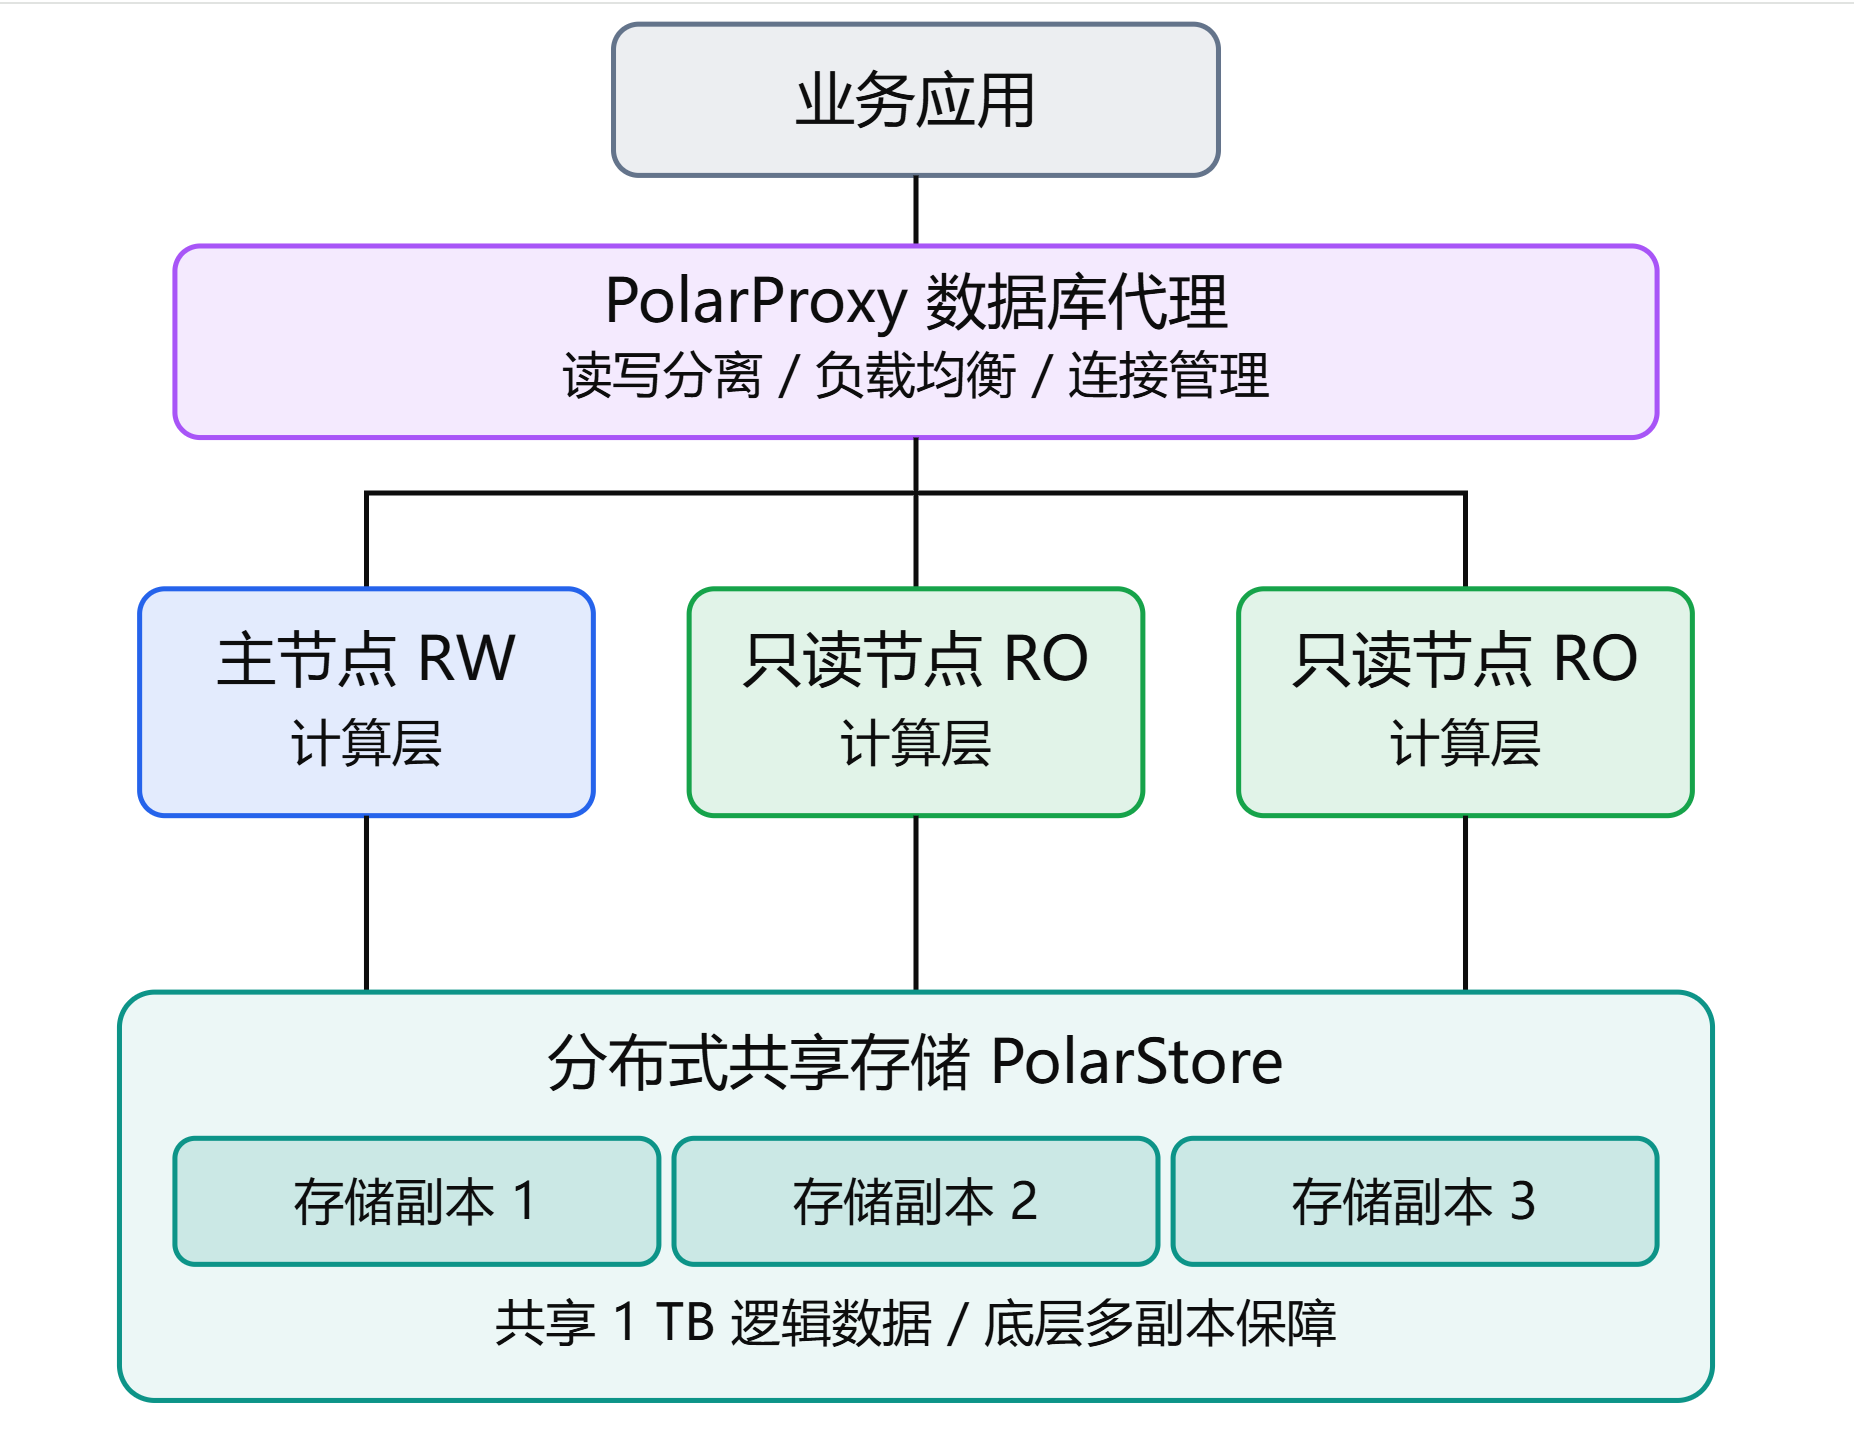 业务应用
PolarProxy 数据库代理
读写分离 / 负载均衡 / 连接管理
主节点 RW
计算层
只读节点 RO
计算层
只读节点 RO
计算层
分布式共享存储 PolarStore
存储副本 1
存储副本 2
存储副本 3
共享 1 TB 逻辑数据 / 底层多副本保障